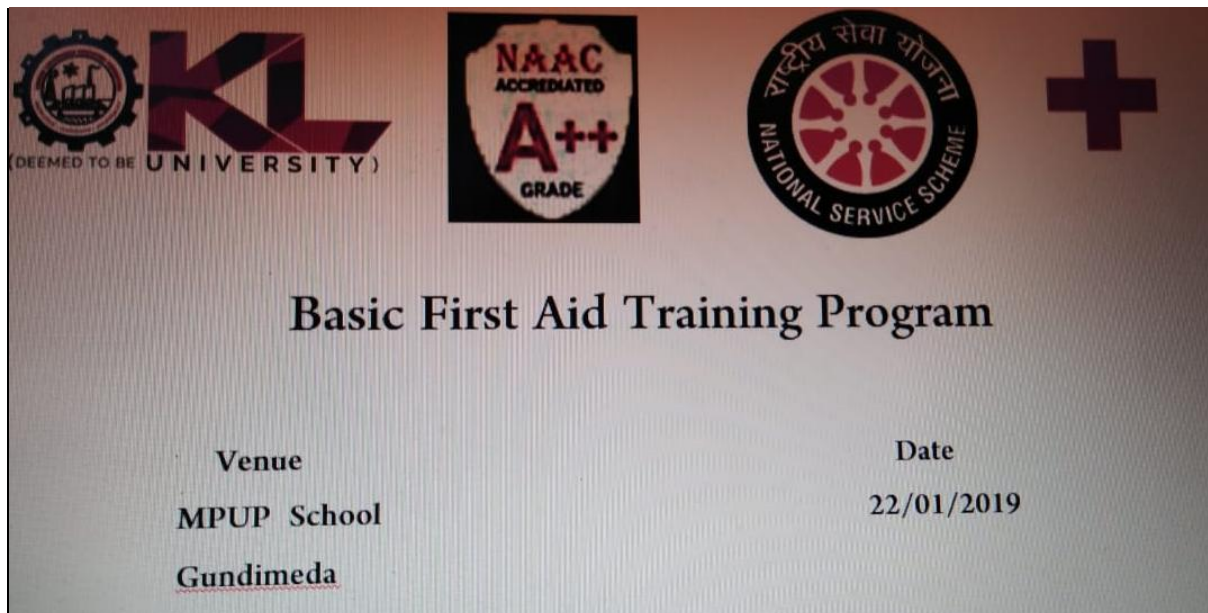 KL
(DEEMED TO BE UNIVERSITY)
NAAC
ACCREDIATED
A++
GRADE
राष्ट्रीय सेवा योजना
NATIONAL SERVICE SCHEME
Basic First Aid Training Program
Venue
Date
MPUP School
22/01/2019
Gundimeda